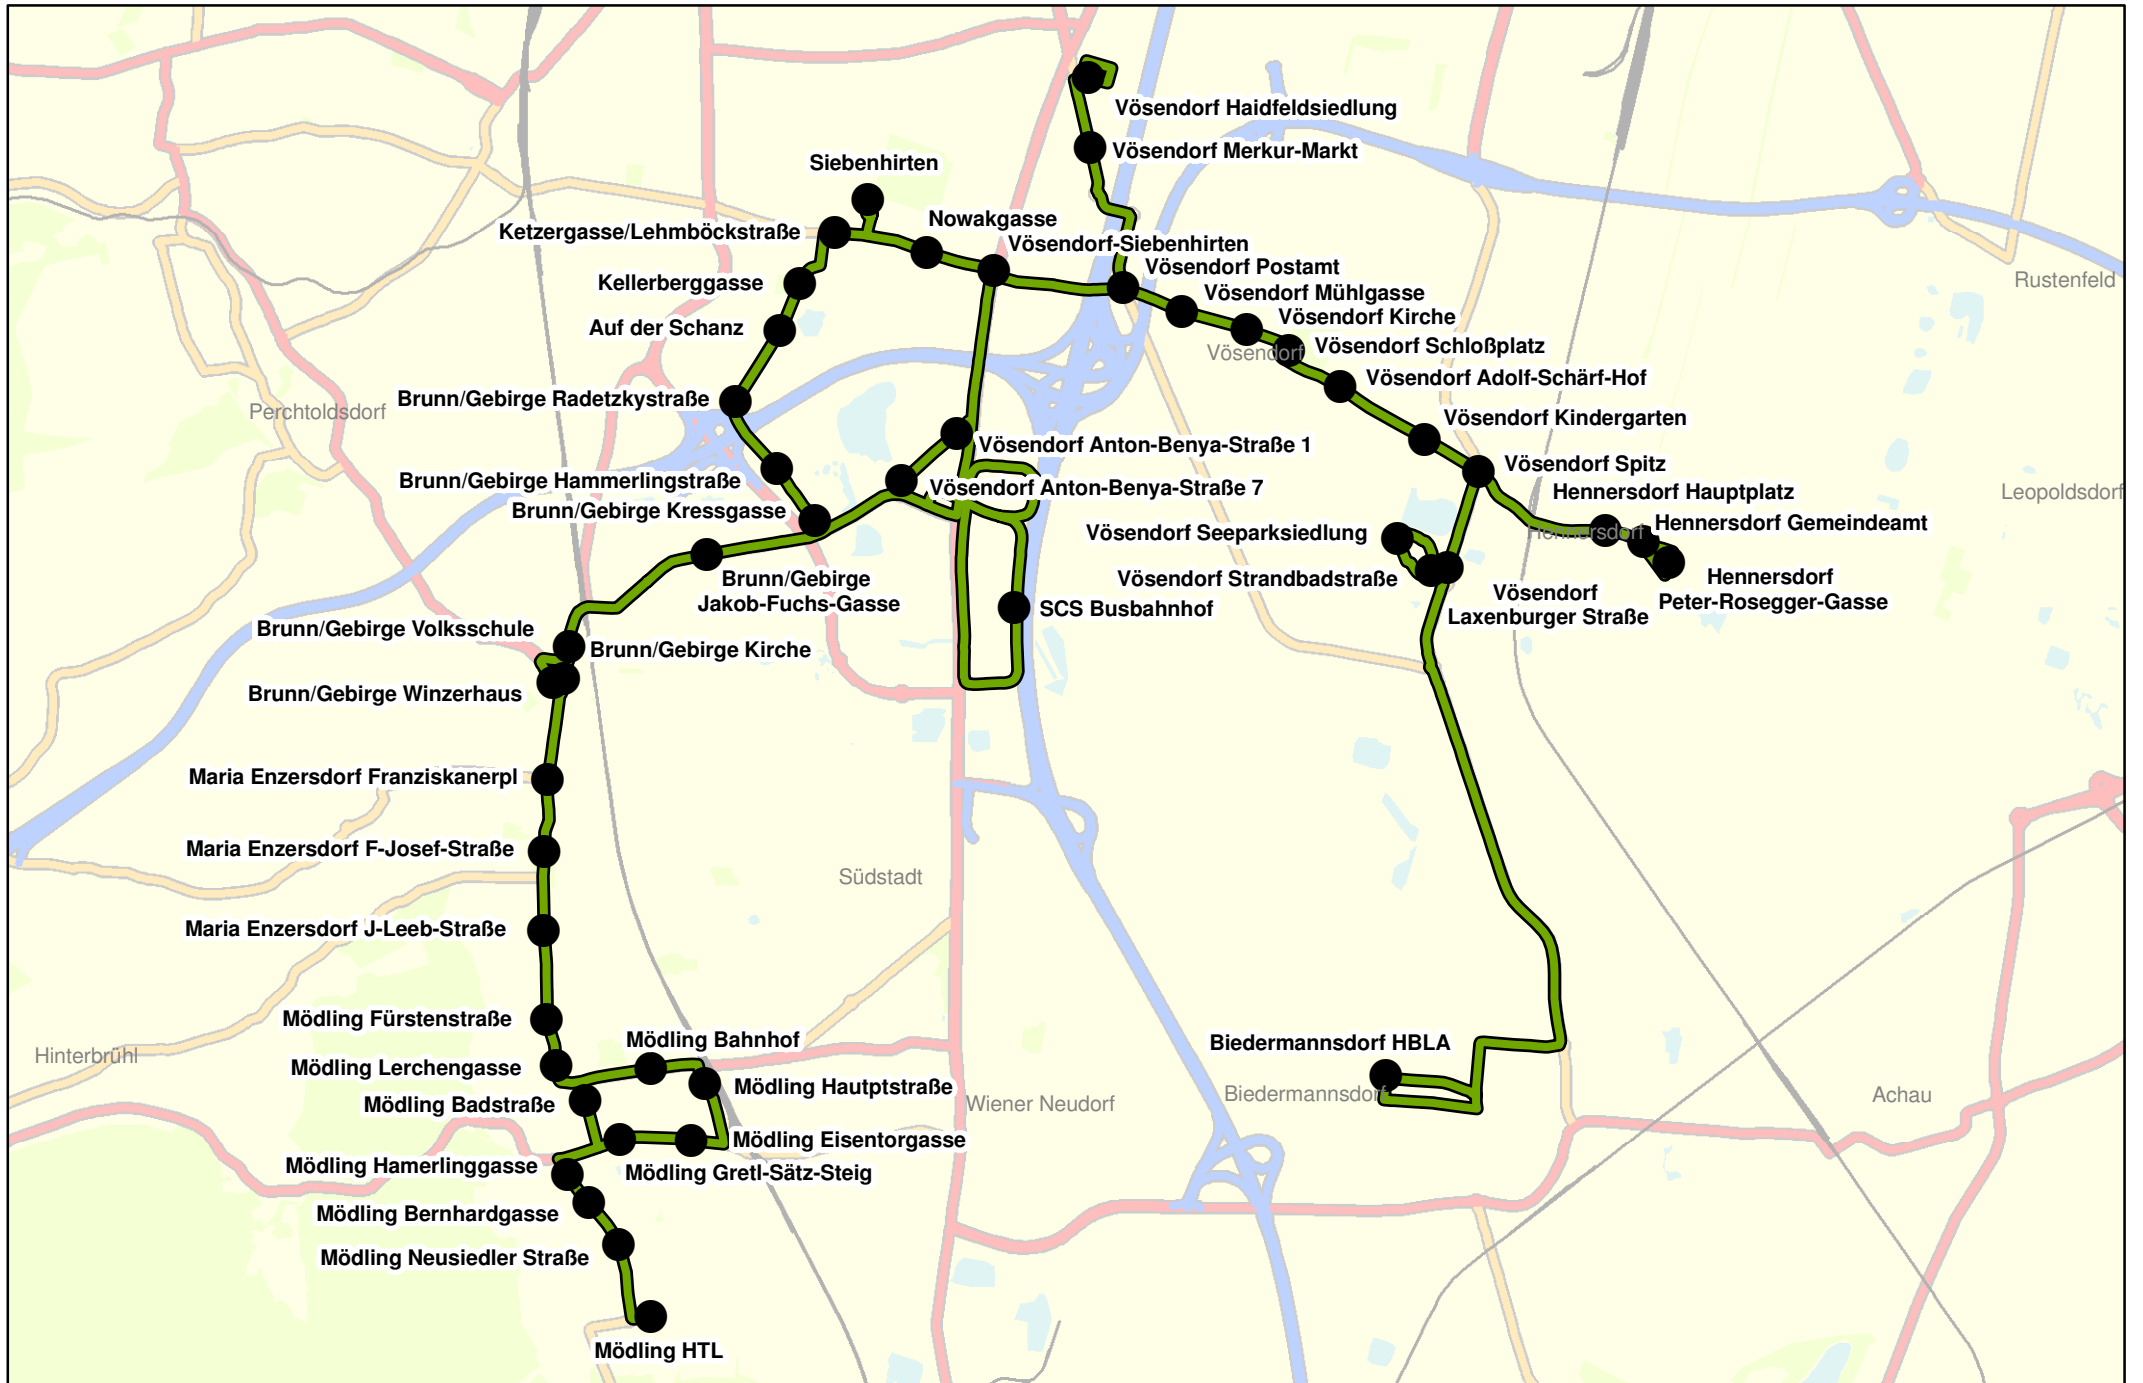 Vösendorf Haidfeldsiedlung
Vösendorf Merkur-Markt
Siebenhirten
Nowakgasse
Ketzergasse/Lehmböckstraße
Vösendorf-Siebenhirten
Vösendorf Postamt
Rustenfeld
Kellerberggasse
Vösendorf Mühlgasse
Vösendorf Kirche
Auf der Schanz
Vösendorf Schloßplatz
Vösendorf
Vösendorf Adolf-Schärf-Hof
Brunn/Gebirge Radetzkystraße
Perchtoldsdorf
Vösendorf Kindergarten
Vösendorf Anton-Benya-Straße 1
Vösendorf Spitz
Brunn/Gebirge Hammerlingstraße
Vösendorf Anton-Benya-Straße 7
Hennersdorf Hauptplatz
Leopoldsdorf
Brunn/Gebirge Kressgasse
Hennersdorf Gemeindeamt
Vösendorf Seeparksiedlung
Hennersdorf
Brunn/Gebirge
Jakob-Fuchs-Gasse
Vösendorf Strandbadstraße
Hennersdorf
Peter-Rosegger-Gasse
Vösendorf
Laxenburger Straße
SCS Busbahnhof
Brunn/Gebirge Volksschule
Brunn/Gebirge Kirche
Brunn/Gebirge Winzerhaus
Maria Enzersdorf Franziskanerpl
Maria Enzersdorf F-Josef-Straße
Südstadt
Maria Enzersdorf J-Leeb-Straße
Mödling Fürstenstraße
Mödling Bahnhof
Biedermannsdorf HBLA
Hinterbrühl
Mödling Lerchengasse
Mödling Hautptstraße
Biedermannsdorf
Achau
Mödling Badstraße
Wiener Neudorf
Mödling Eisentorgasse
Mödling Hamerlinggasse
Mödling Gretl-Sätz-Steig
Mödling Bernhardgasse
Mödling Neusiedler Straße
Mödling HTL